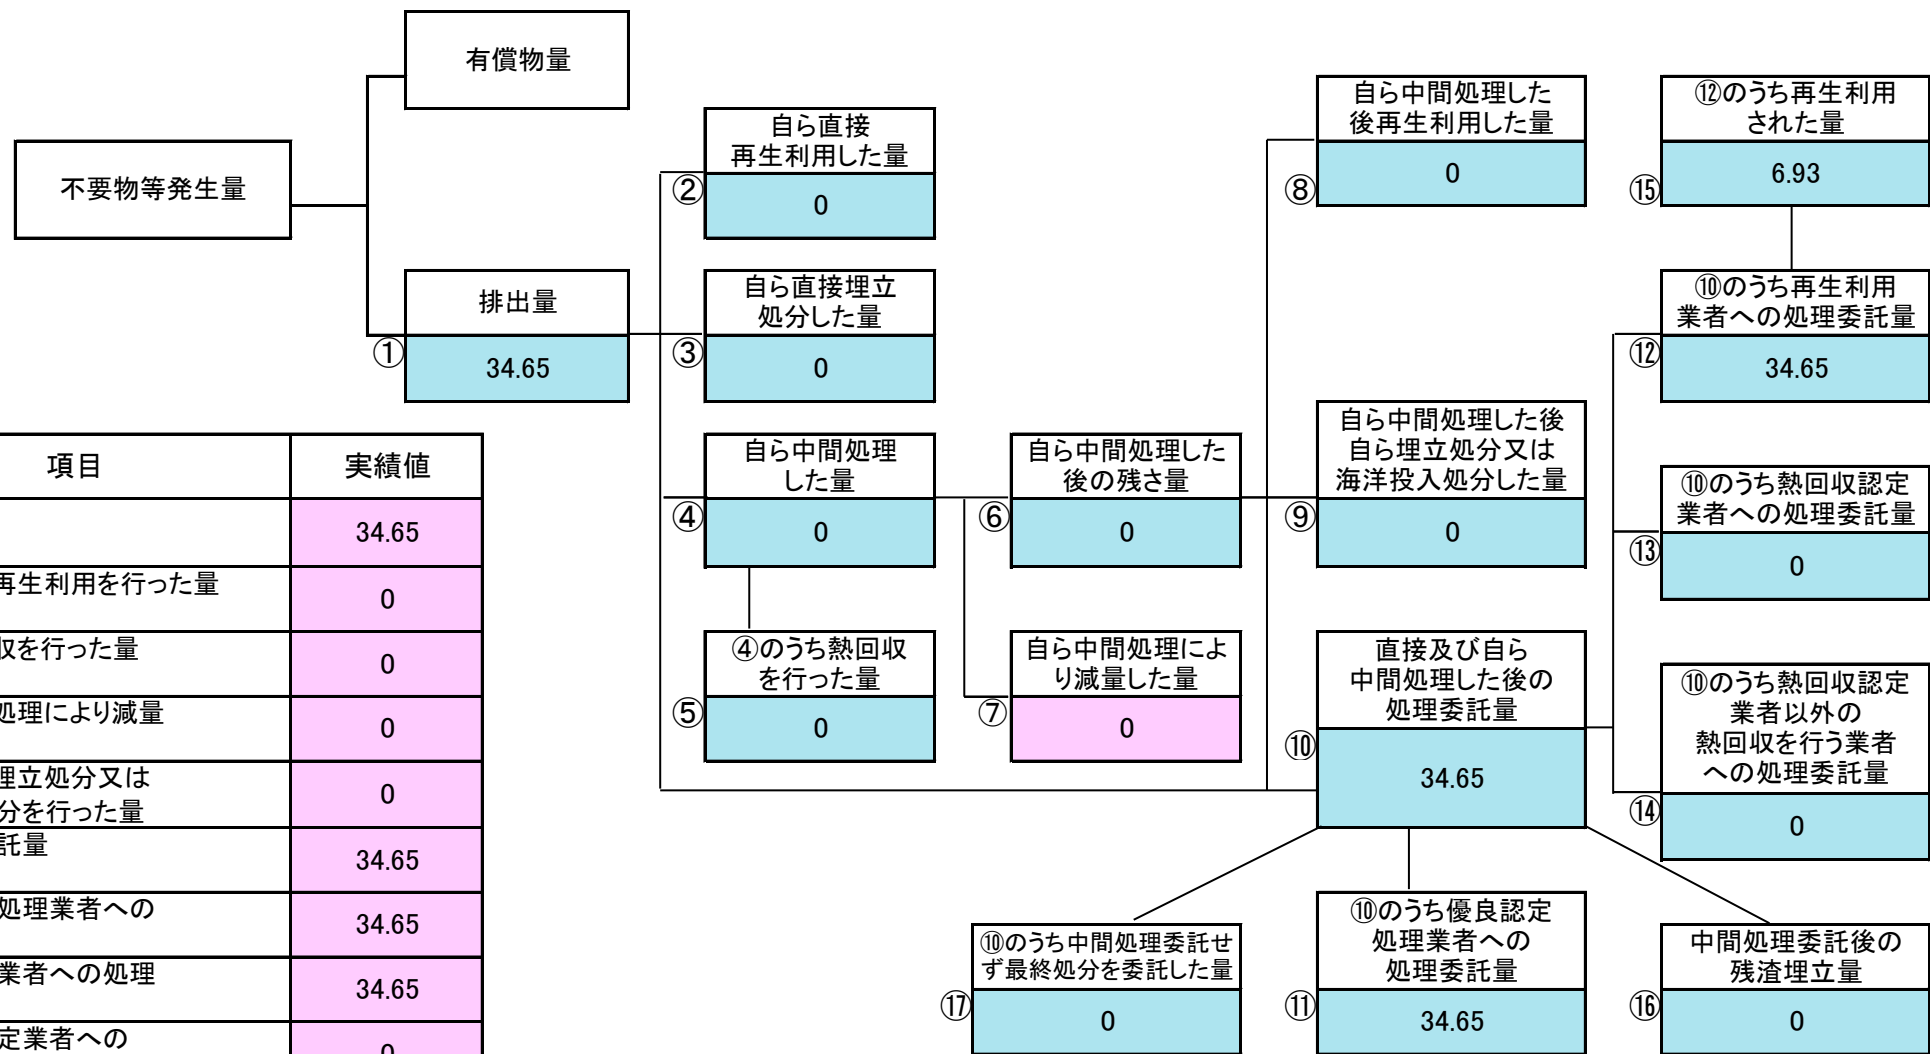 有償物量
不要物等発生量
排出量
①
34.65
自ら直接
再生利用した量
②
0
自ら直接埋立
処分した量
③
0
自ら中間処理
した量
④
0
④のうち熱回収
を行った量
⑤
0
自ら中間処理した
後の残さ量
⑥
0
自ら中間処理によ
り減量した量
⑦
0
自ら中間処理した
後再生利用した量
⑧
0
自ら中間処理した後
自ら埋立処分又は
海洋投入処分した量
⑨
0
直接及び自ら
中間処理した後の
処理委託量
⑩
34.65
⑫のうち再生利用
された量
⑮
6.93
⑩のうち再生利用
業者への処理委託量
⑫
34.65
⑩のうち熱回収認定
業者への処理委託量
⑬
0
⑩のうち熱回収認定
業者以外の
熱回収を行う業者
への処理委託量
⑭
0
⑩のうち中間処理委託せ
ず最終処分を委託した量
⑰
0
⑩のうち優良認定
処理業者への
処理委託量
⑪
34.65
中間処理委託後の
残渣埋立量
⑯
0
項目 実績値
34.65
再生利用を行った量 0
収を行った量 0
処理により減量 0
埋立処分又は
分を行った量 0
託量 34.65
処理業者への 34.65
業者への処理 34.65
定業者への 0